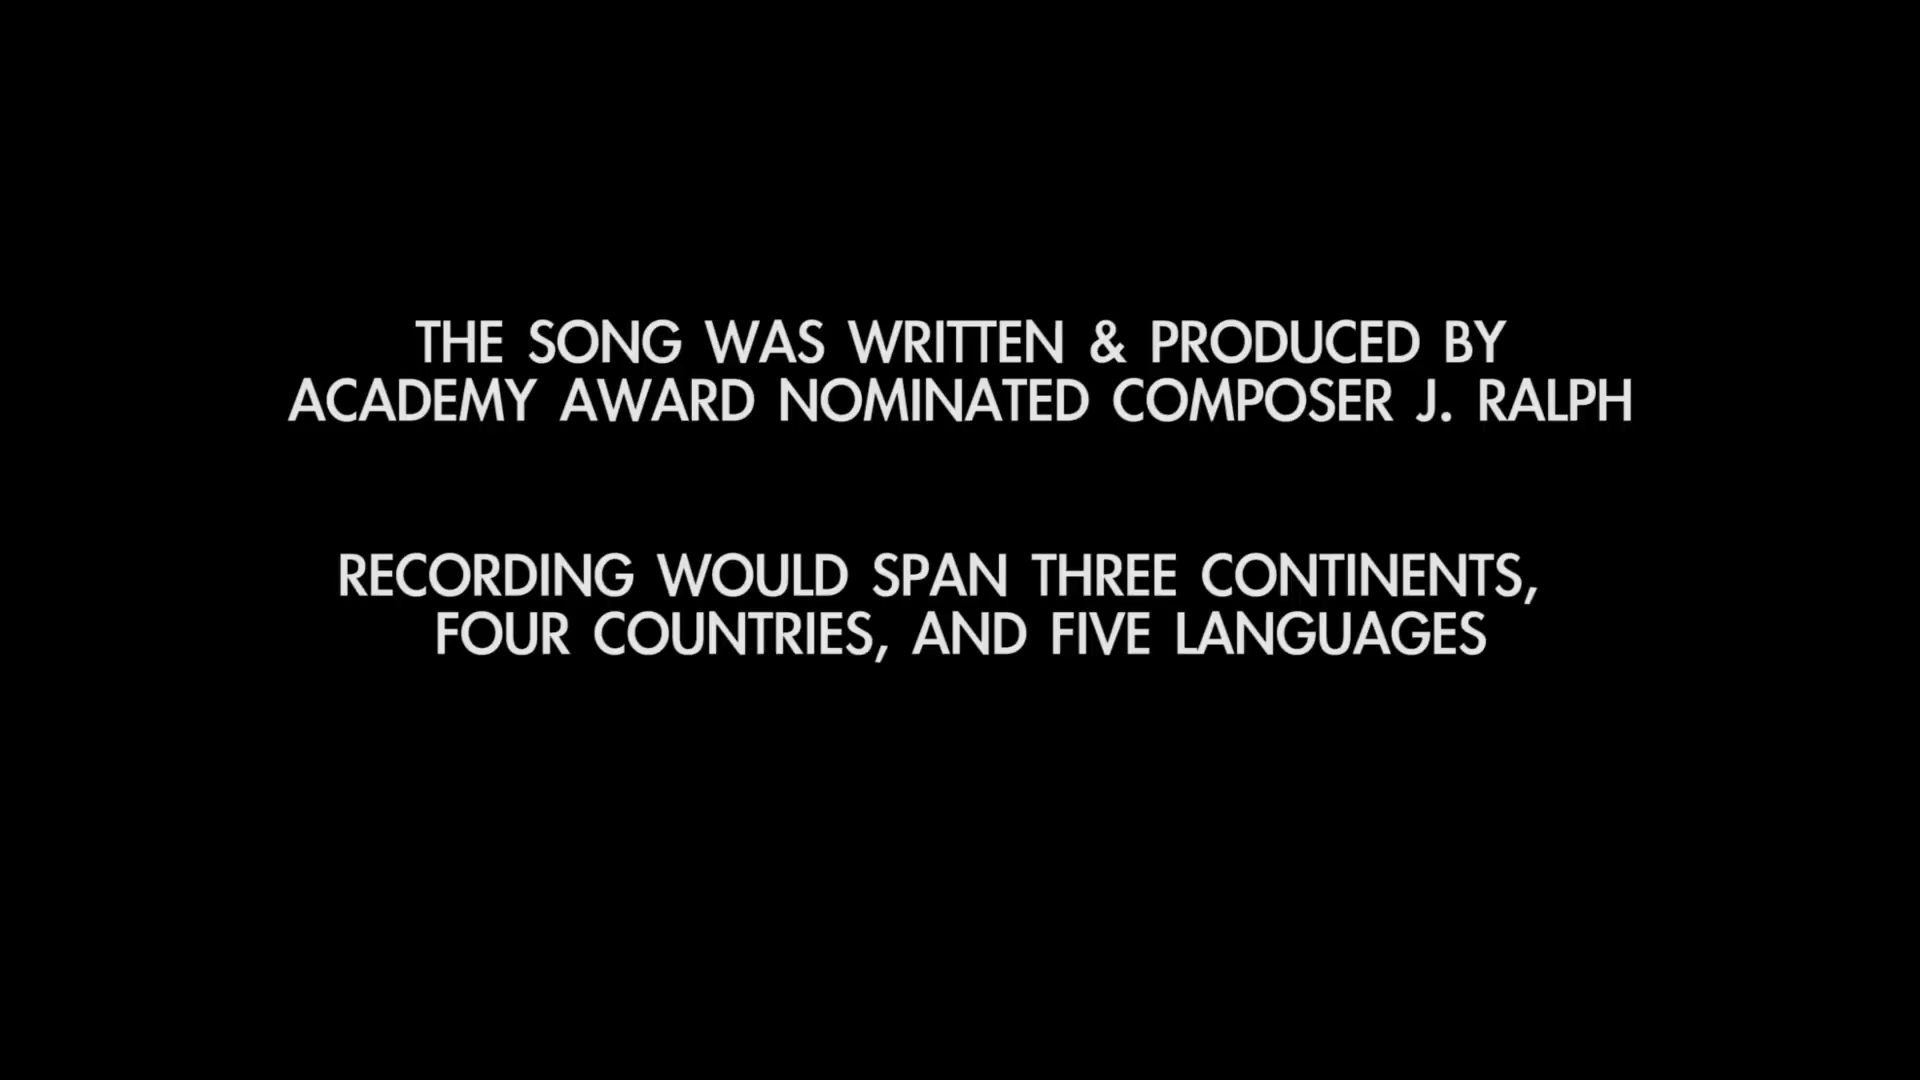 THE SONG WAS WRITTEN & PRODUCED BY
ACADEMY AWARD NOMINATED COMPOSER J. RALPH
RECORDING WOULD SPAN THREE CONTINENTS,
FOUR COUNTRIES, AND FIVE LANGUAGES